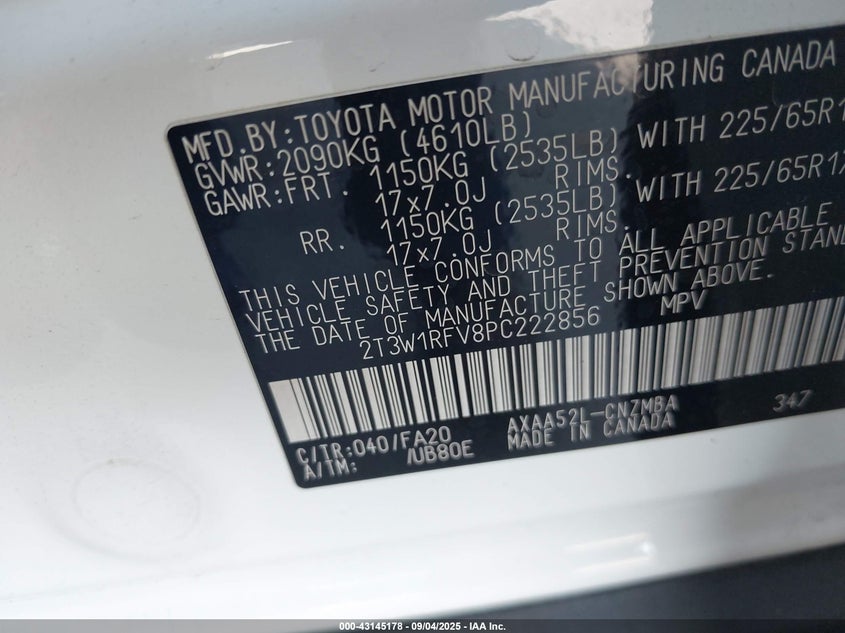 MFD.BY:TOYOTA MOTOR MANUFACTURING CANADA
GVWR:2090KG (4610LB)
GAWR:FRT. 1150KG (2535LB) WITH 225/65R1
17x7.0J RIMS.
RR. 1150KG (2535LB) WITH 225/65R17
17x7.0J RIMS.
THIS VEHICLE CONFORMS TO ALL APPLICABLE
VEHICLE SAFETY AND THEFT PREVENTION STAND
THE DATE OF MANUFACTURE SHOWN ABOVE.
2T3W1RFV8PC222856 MPV
C/TR:040/FA20 AXAA52L-CNZMBA 347
A/TM: /UB80E MADE IN CANADA
000-43145178 - 09/04/2025 - IAA Inc.